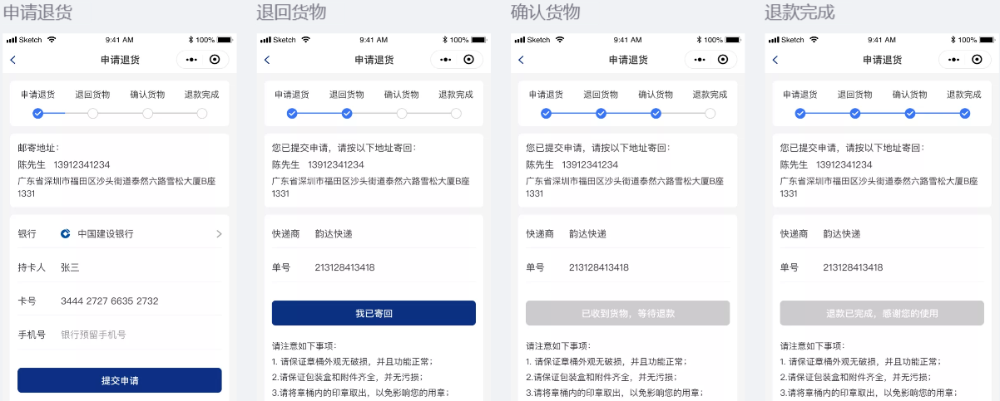 申请退货
Sketch 9:41 AM 100%
申请退货
申请退货 退回货物 确认货物 退款完成
邮寄地址：
陈先生 13912341234
广东省深圳市福田区沙头街道泰然六路雪松大厦B座
1331
银行 中国建设银行
持卡人 张三
卡号 3444 2727 6635 2732
手机号 银行预留手机号
提交申请
退回货物
Sketch 9:41 AM 100%
申请退货
申请退货 退回货物 确认货物 退款完成
您已提交申请，请按以下地址寄回：
陈先生 13912341234
广东省深圳市福田区沙头街道泰然六路雪松大厦B座
1331
快递商 韵达快递
单号 213128413418
我已寄回
请注意如下事项：
1. 请保证章桶外观无破损，并且功能正常；
2.请保证包装盒和附件齐全，并无污损；
3.请将章桶内的印章取出，以免影响您的用章；
确认货物
Sketch 9:41 AM 100%
申请退货
申请退货 退回货物 确认货物 退款完成
您已提交申请，请按以下地址寄回：
陈先生 13912341234
广东省深圳市福田区沙头街道泰然六路雪松大厦B座
1331
快递商 韵达快递
单号 213128413418
已收到货物，等待退款
请注意如下事项：
1. 请保证章桶外观无破损，并且功能正常；
2.请保证包装盒和附件齐全，并无污损；
3.请将章桶内的印章取出，以免影响您的用章；
退款完成
Sketch 9:41 AM 100%
申请退货
申请退货 退回货物 确认货物 退款完成
您已提交申请，请按以下地址寄回：
陈先生 13912341234
广东省深圳市福田区沙头街道泰然六路雪松大厦B座
1331
快递商 韵达快递
单号 213128413418
退款已完成，感谢您的使用
请注意如下事项：
1. 请保证章桶外观无破损，并且功能正常；
2.请保证包装盒和附件齐全，并无污损；
3.请将章桶内的印章取出，以免影响您的用章；